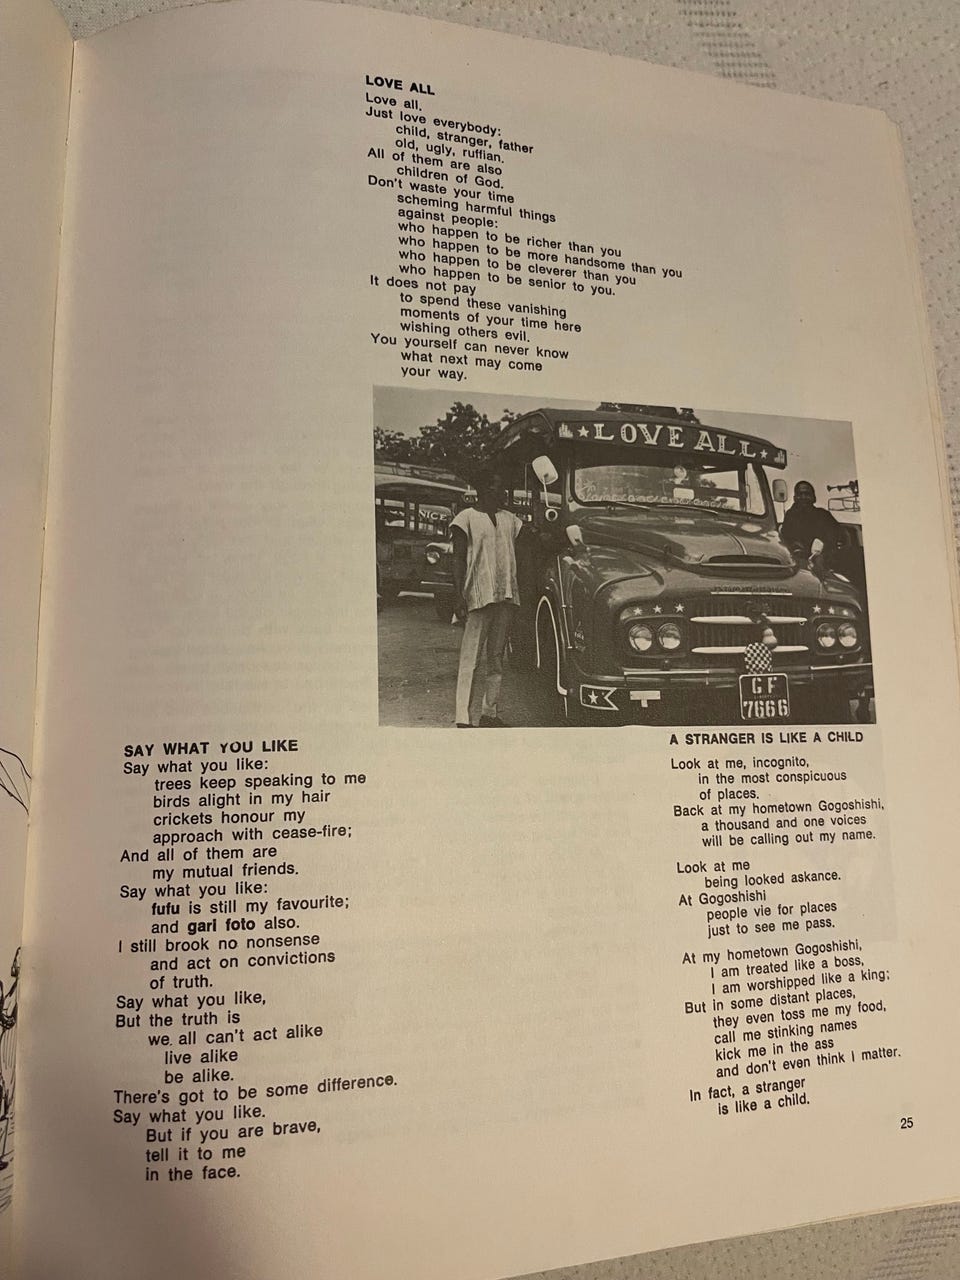 LOVE ALL
Love all,
Just love everybody:
child, stranger, father
old, ugly, ruffian.
All of them are also
children of God.
Don't waste your time
scheming harmful things
against people:
who happen to be richer than you
who happen to be more handsome than you
who happen to be cleverer than you
who happen to be senior to you.
It does not pay
to spend these vanishing
moments of your time here
wishing others evil.
You yourself can never know
what next may come
your way.
LOVE ALL
NICE
GF
7666
SAY WHAT YOU LIKE
Say what you like:
trees keep speaking to me
birds alight in my hair
crickets honour my
approach with cease-fire;
And all of them are
my mutual friends.
Say what you like:
fufu is still my favourite;
and gari foto also.
I still brook no nonsense
and act on convictions
of truth.
Say what you like,
But the truth is
we. all can't act alike
live alike
be alike.
There's got to be some difference.
Say what you like.
But if you are brave,
tell it to me
in the face.
A STRANGER IS LIKE A CHILD
Look at me, incognito,
in the most conspicuous
of places.
Back at my hometown Gogoshishi,
a thousand and one voices
will be calling out my name.
Look at me
being looked askance.
At Gogoshishi
people vie for places
just to see me pass.
At my hometown Gogoshishi,
I am treated like a boss,
I am worshipped like a king;
But in some distant places,
they even toss me my food,
call me stinking names
kick me in the ass
and don't even think I matter.
In fact, a stranger
is like a child.
25